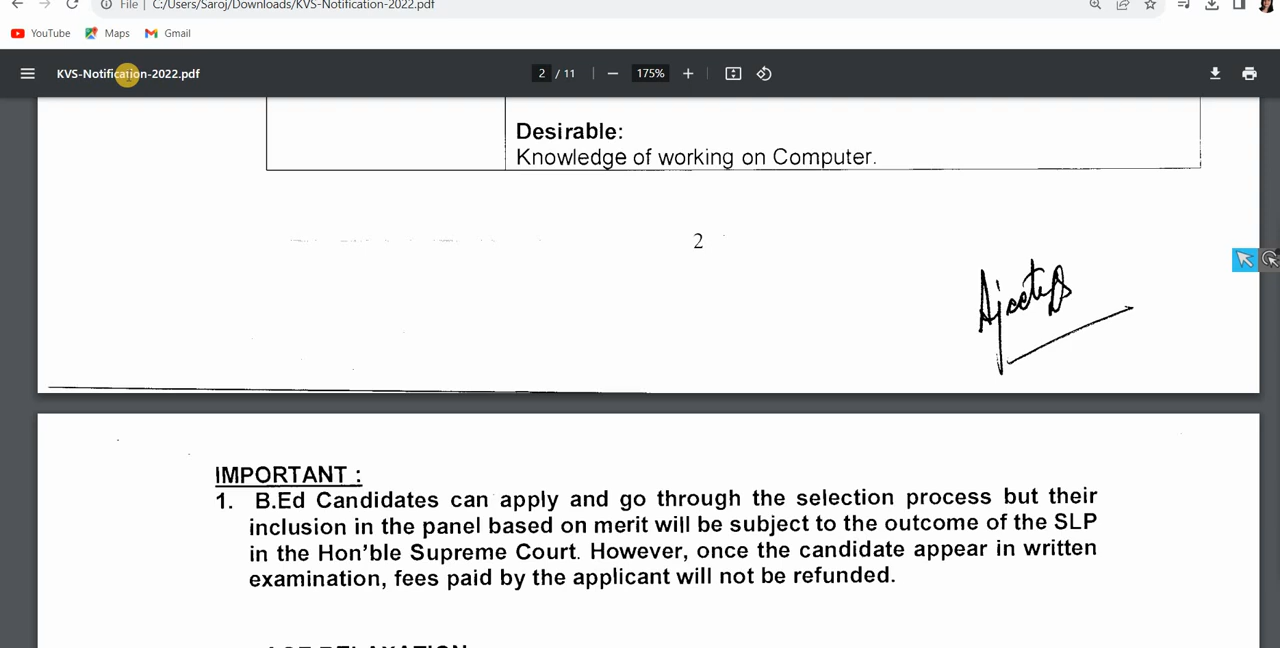 File | C:/Users/Saroj/Downloads/KVS-Notification-2022.pdf
YouTube Maps Gmail
KVS-Notification-2022.pdf 2 / 11 175%
Desirable:
Knowledge of working on Computer.
2
IMPORTANT :
1. B.Ed Candidates can apply and go through the selection process but their
inclusion in the panel based on merit will be subject to the outcome of the SLP
in the Hon'ble Supreme Court. However, once the candidate appear in written
examination, fees paid by the applicant will not be refunded.
AGE RELAXATION